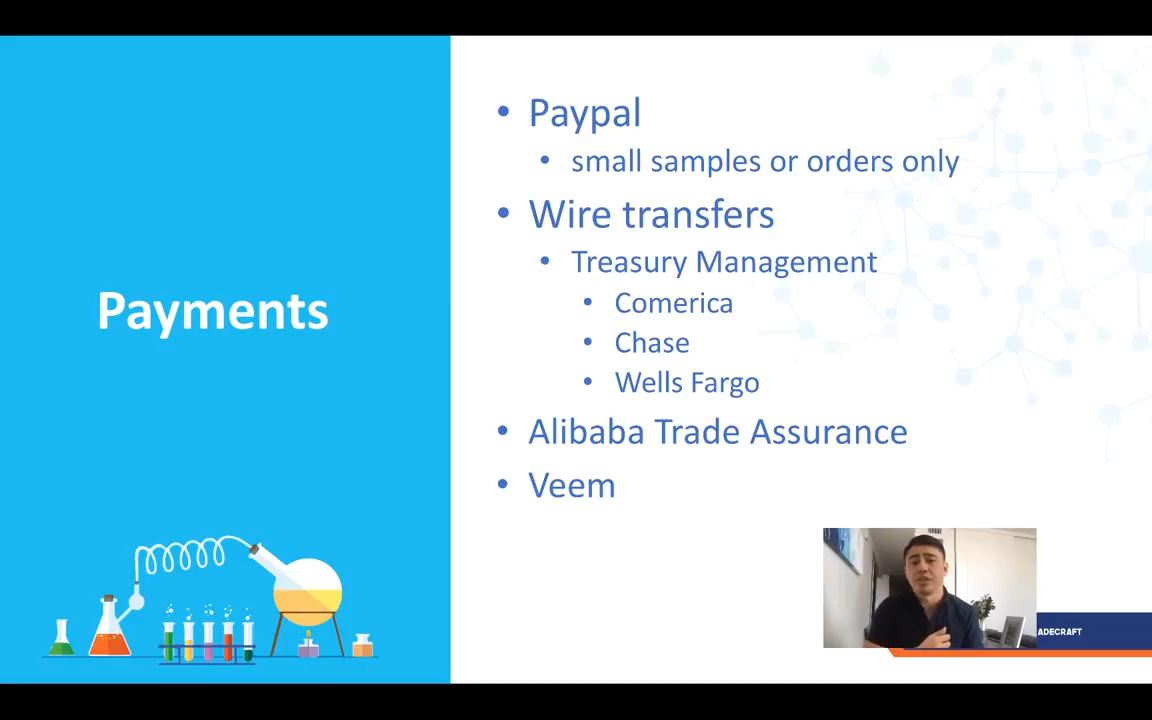 Payments
• Paypal
• small samples or orders only
• Wire transfers
• Treasury Management
• Comerica
• Chase
• Wells Fargo
• Alibaba Trade Assurance
• Veem
ADECRAFT